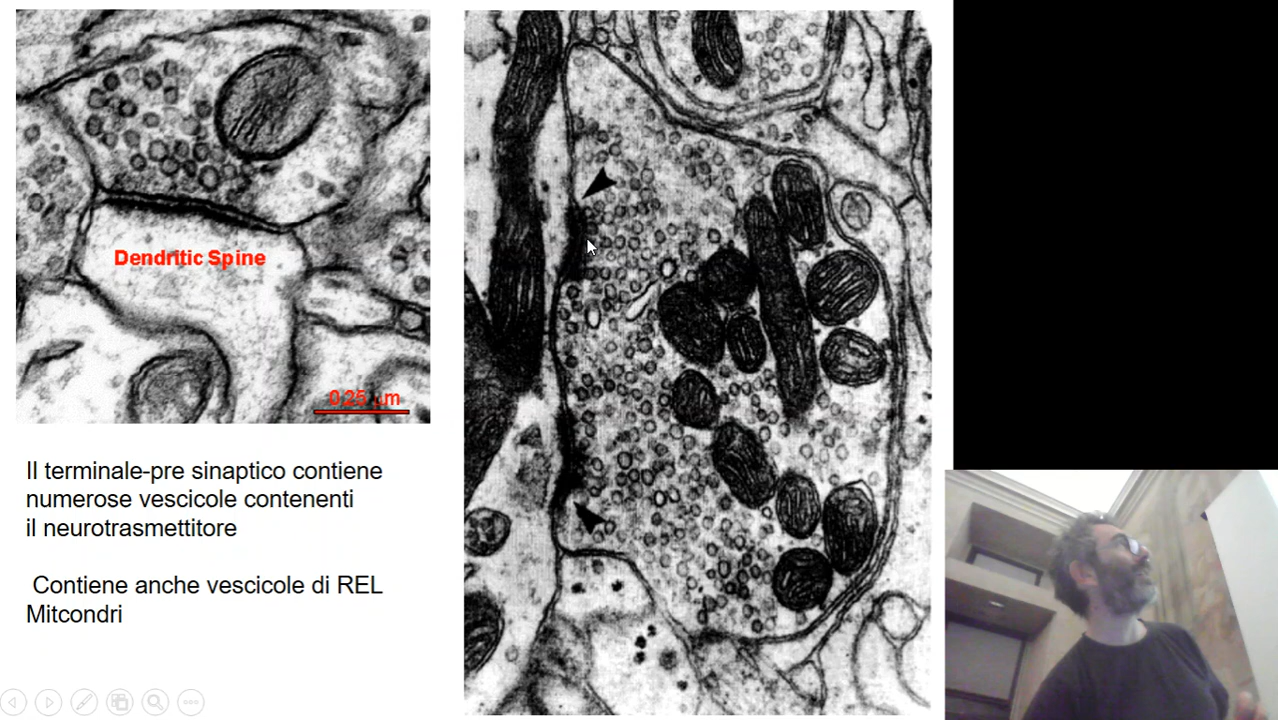 Dendritic Spine
0.25 µm
Il terminale-pre sinaptico contiene
numerose vescicole contenenti
il neurotrasmettitore
Contiene anche vescicole di REL
Mitcondri